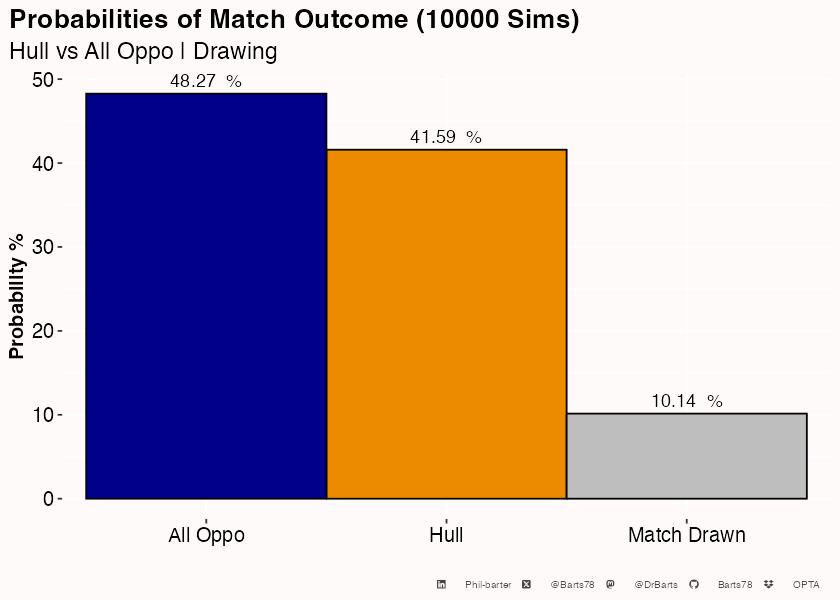 Probabilities of Match Outcome (10000 Sims)
Hull vs All Oppo | Drawing
48.27 %
41.59 %
10.14 %
50
40
30
20
10
0
Probability %
All Oppo Hull Match Drawn
Phil-barter @Barts78 @DrBarts Barts78 OPTA